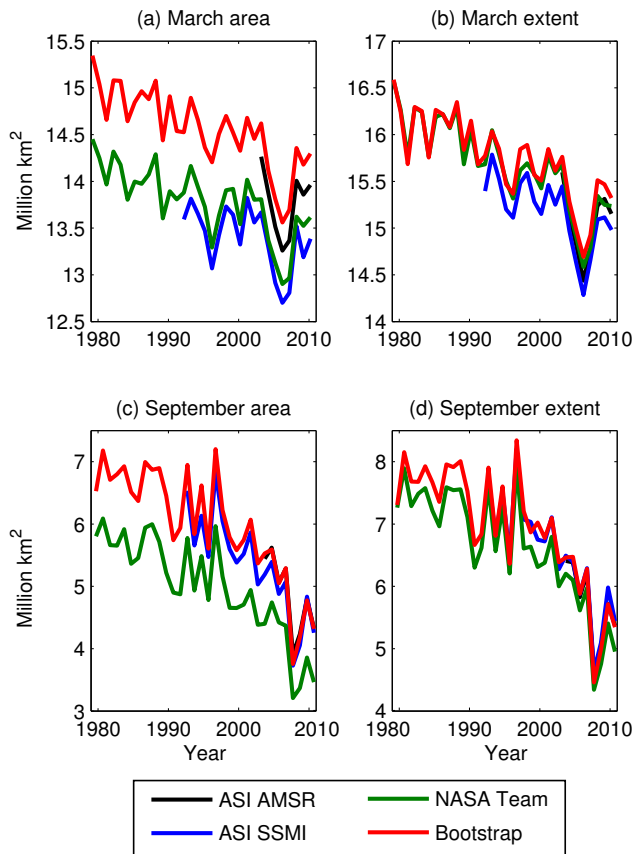 (a) March area
(b) March extent
15.5
15
14.5
14
13.5
13
12.5
Million km²
1980 1990 2000 2010
17
16.5
16
15.5
15
14.5
14
1980 1990 2000 2010
(c) September area
(d) September extent
7
6
5
4
3
Million km²
1980 1990 2000 2010
Year
8
7
6
5
4
1980 1990 2000 2010
Year
ASI AMSR
NASA Team
ASI SSMI
Bootstrap